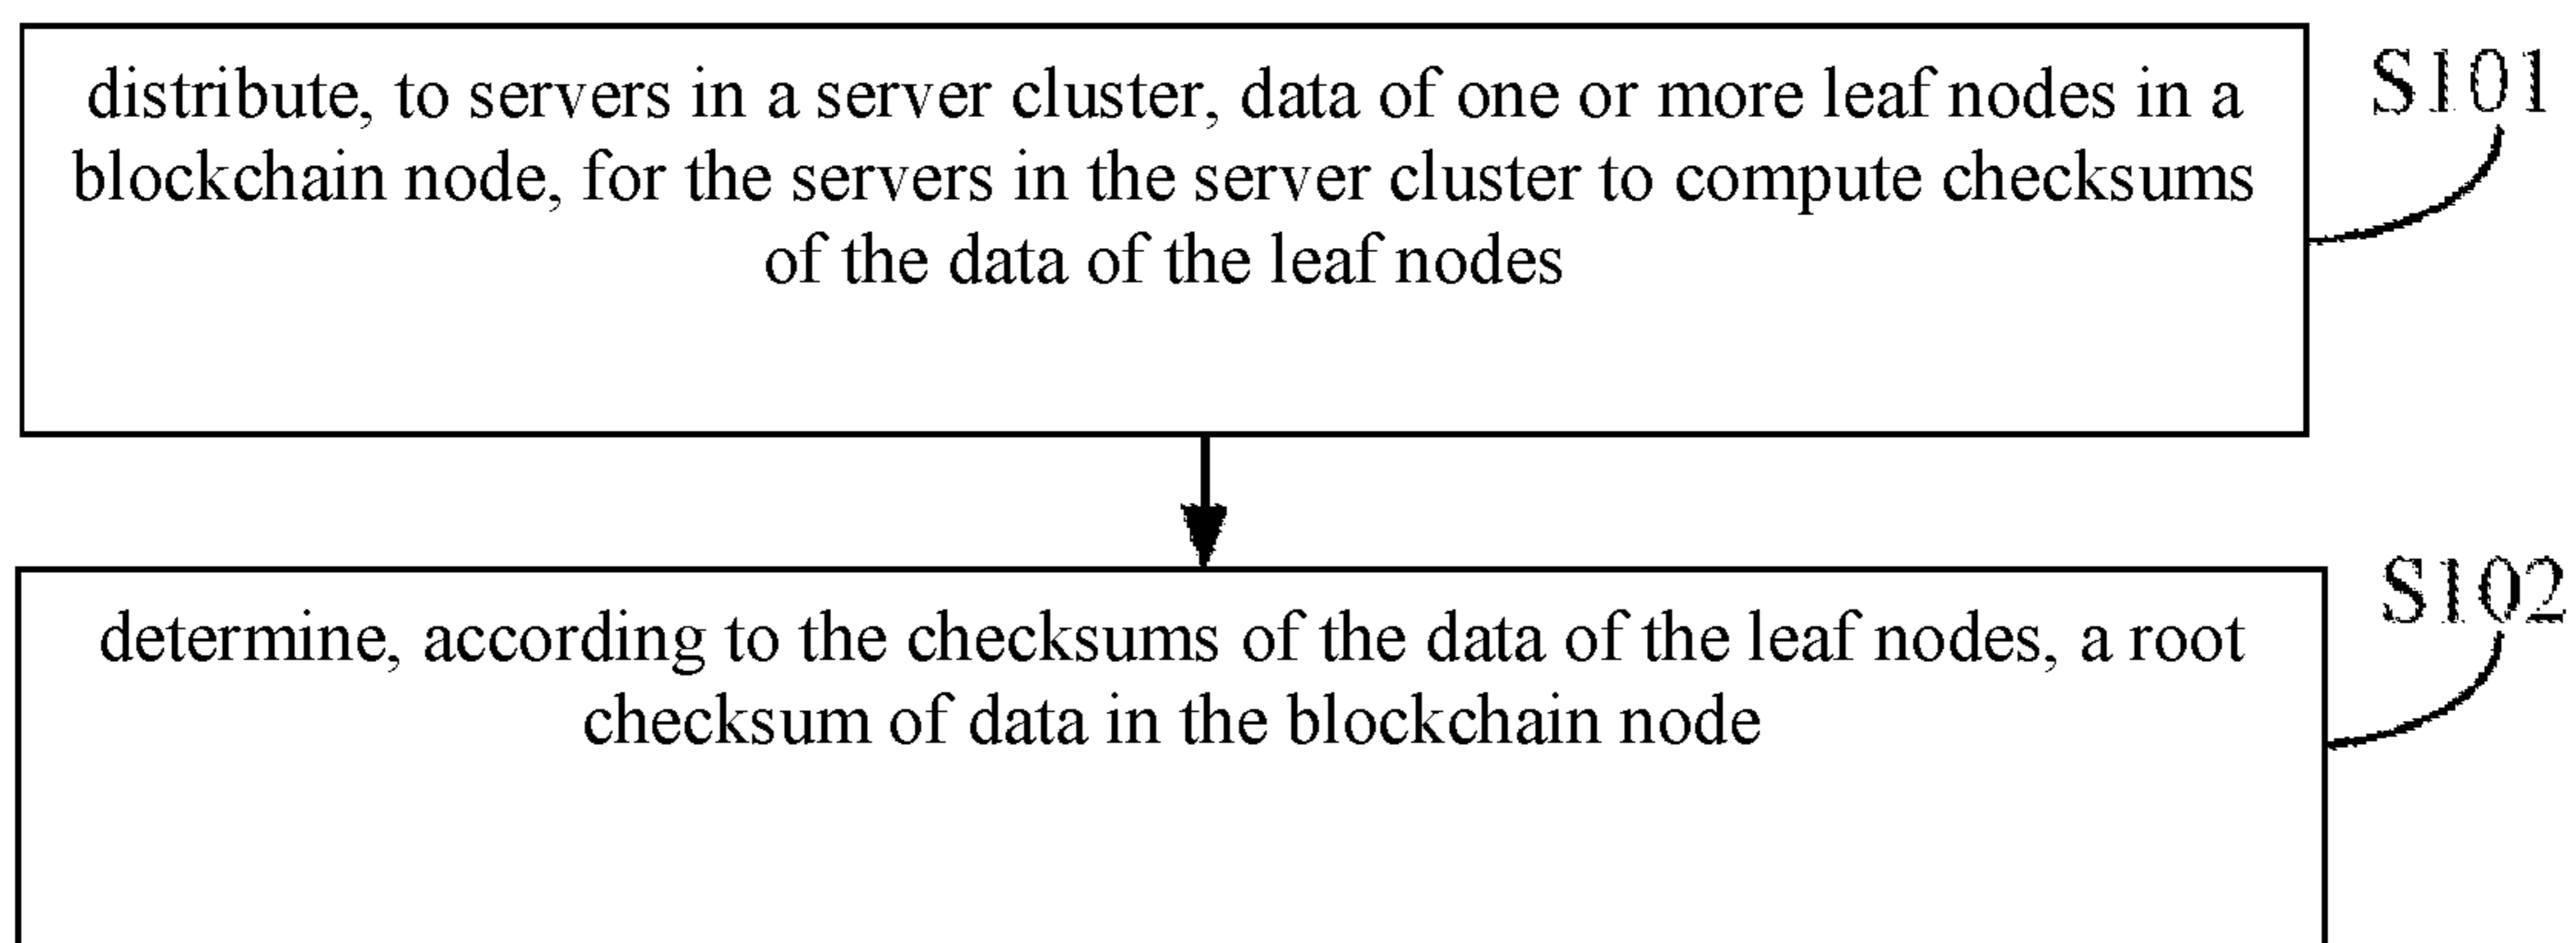 distribute, to servers in a server cluster, data of one or more leaf nodes in a
blockchain node, for the servers in the server cluster to compute checksums
of the data of the leaf nodes
S101
determine, according to the checksums of the data of the leaf nodes, a root
checksum of data in the blockchain node
S102